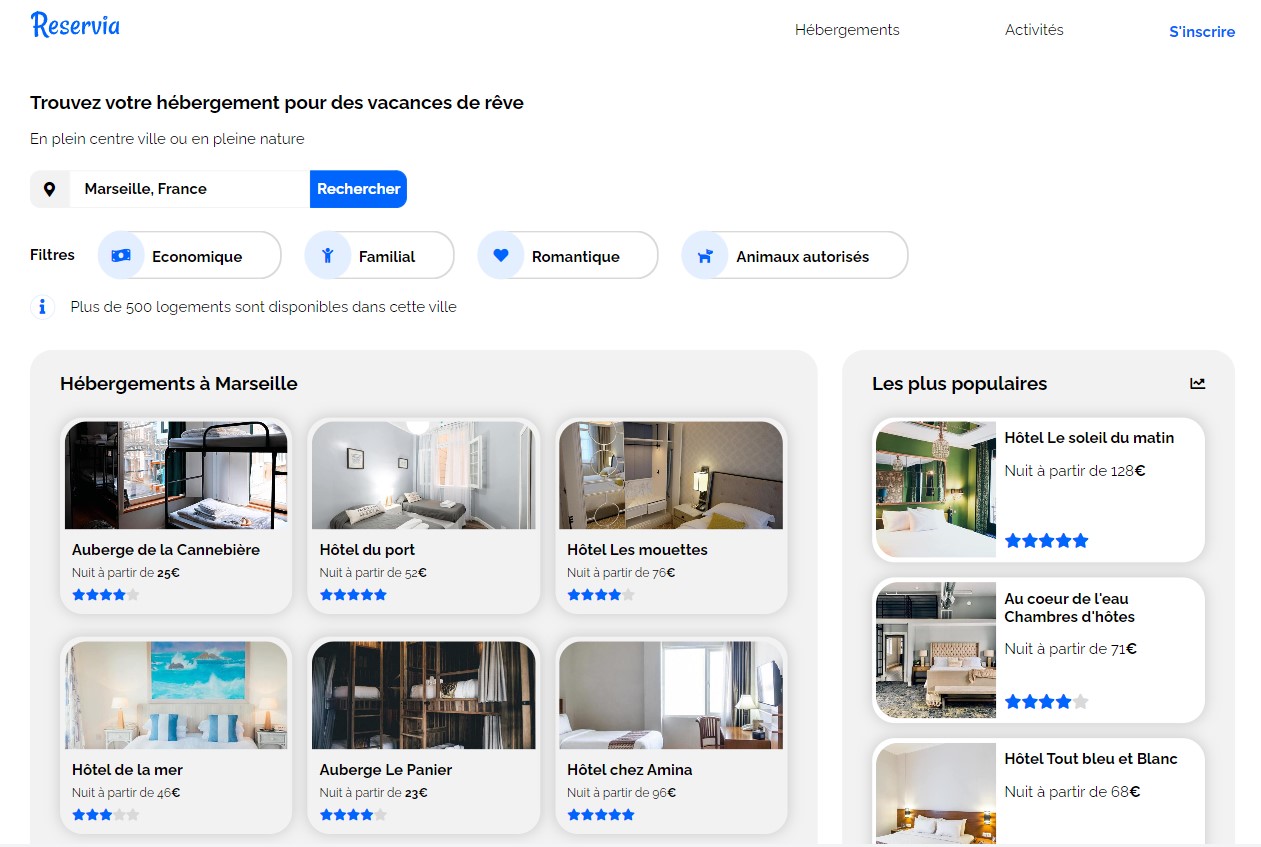 Reservia
Hébergements
Activités
S'inscrire
Trouvez votre hébergement pour des vacances de rêve
En plein centre ville ou en pleine nature
Marseille, France
Rechercher
Filtres
Economique
Familial
Romantique
Animaux autorisés
Plus de 500 logements sont disponibles dans cette ville
Hébergements à Marseille
Auberge de la Cannebière
Nuit à partir de 25€
Hôtel du port
Nuit à partir de 52€
Hôtel Les mouettes
Nuit à partir de 76€
Hôtel de la mer
Nuit à partir de 46€
Auberge Le Panier
Nuit à partir de 23€
Hôtel chez Amina
Nuit à partir de 96€
Les plus populaires
Hôtel Le soleil du matin
Nuit à partir de 128€
Au coeur de l'eau
Chambres d'hôtes
Nuit à partir de 71€
Hôtel Tout bleu et Blanc
Nuit à partir de 68€